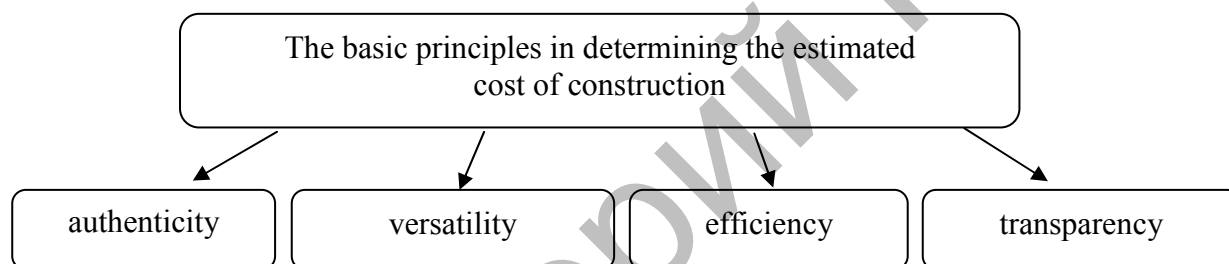 The basic principles in determining the estimated
cost of construction
authenticity
versatility
efficiency
transparency